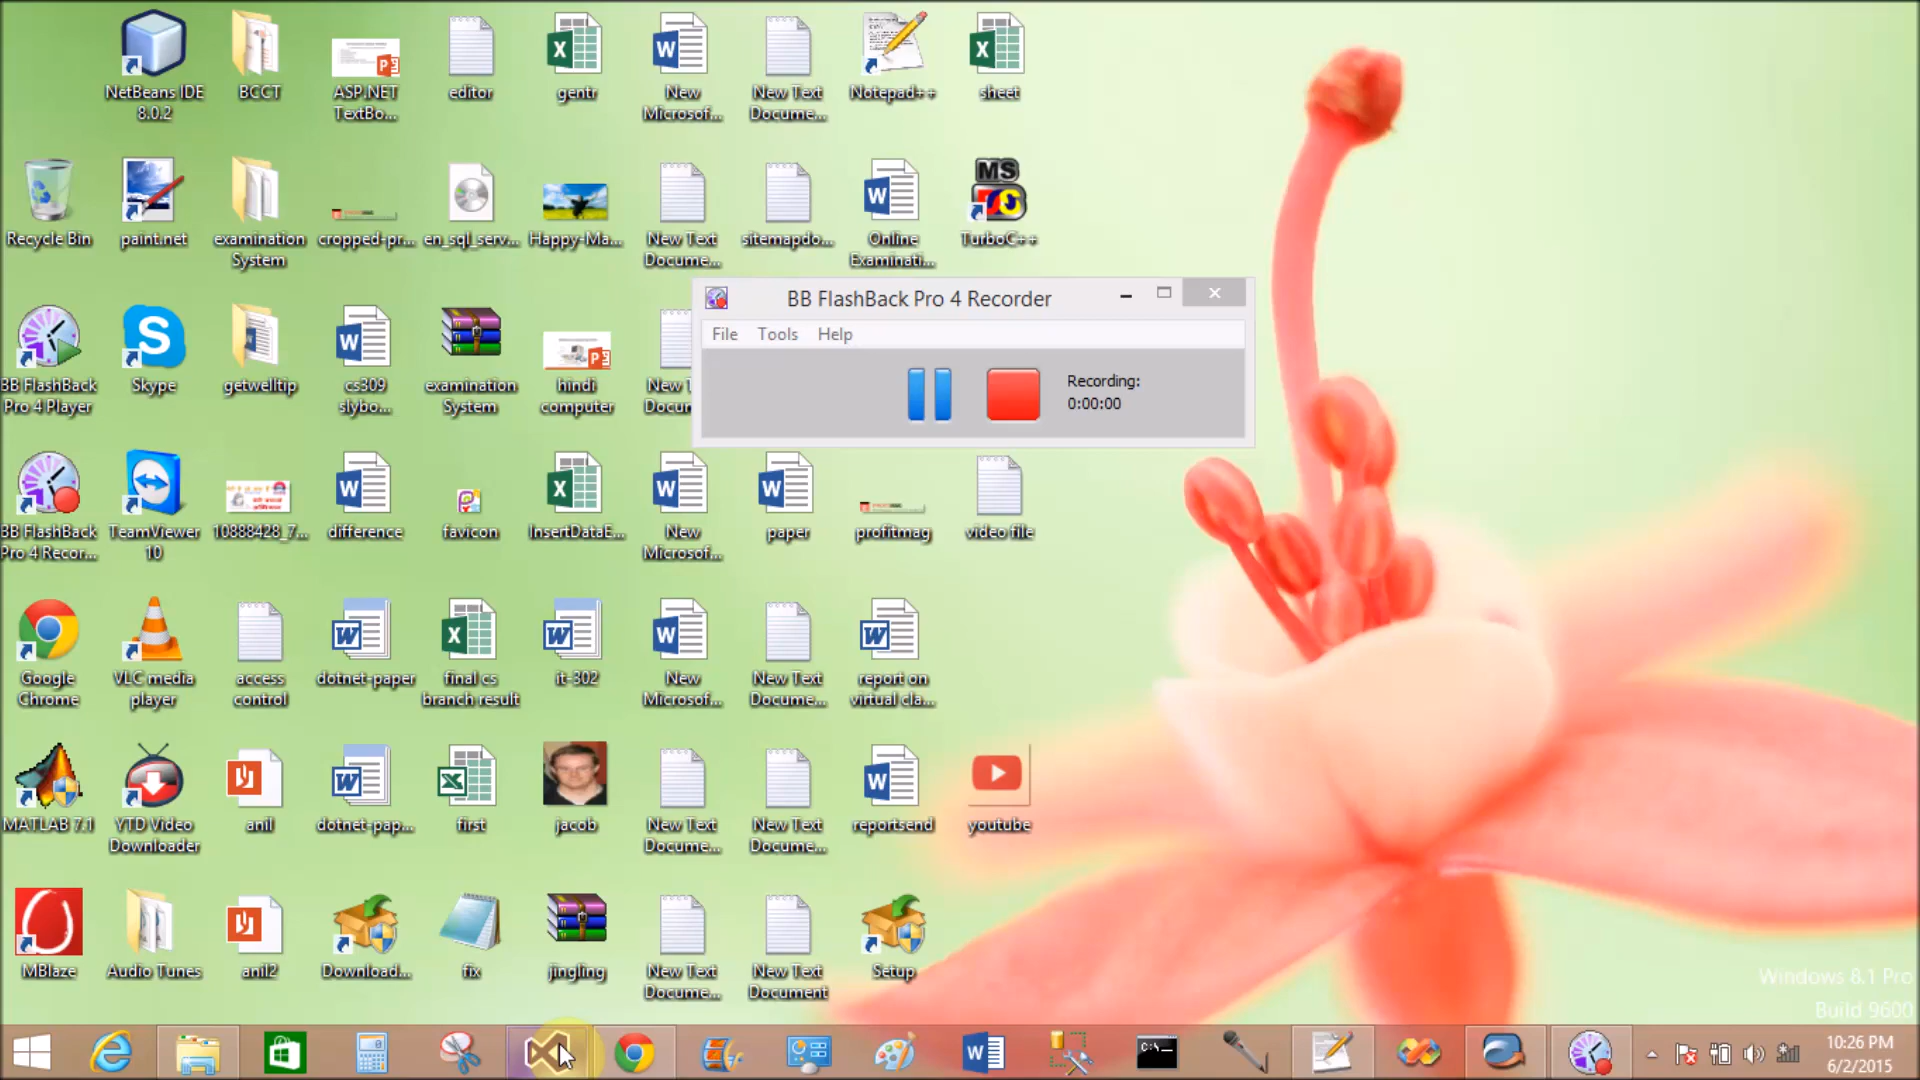 NetBeans IDE
8.0.2
BCCT
ASP.NET
TextBo...
editor
gentr
New
Microsof...
New Text
Docume...
Notepad++
sheet
Recycle Bin
paint.net
examination
System
cropped-pr...
en_sql_serv...
Happy-Ma...
New Text
Docume...
sitemapdo...
Online
Examinati...
MS
TurboC++
BB FlashBack Pro 4 Recorder
File Tools Help
Recording:
0:00:00
BB FlashBack
Pro 4 Player
Skype
getwelltip
cs309
slybo...
examination
System
hindi
computer
BB FlashBack
Pro 4 Recor...
TeamViewer
10
10888428_7...
difference
favicon
InsertDataE...
New
Microsof...
paper
profitmag
video file
Google
Chrome
VLC media
player
access
control
dotnet-paper
final cs
branch result
it-302
New
Microsof...
New Text
Docume...
report on
virtual cla...
MATLAB 7.1
YTD Video
Downloader
anil
dotnet-pap...
first
jacob
New Text
Docume...
New Text
Docume...
reportsend
youtube
MBlaze
Audio Tunes
anil2
Download...
fix
jingling
New Text
Docume...
New Text
Document
Setup
Windows 8.1 Pro
Build 9600
10:26 PM
6/2/2015